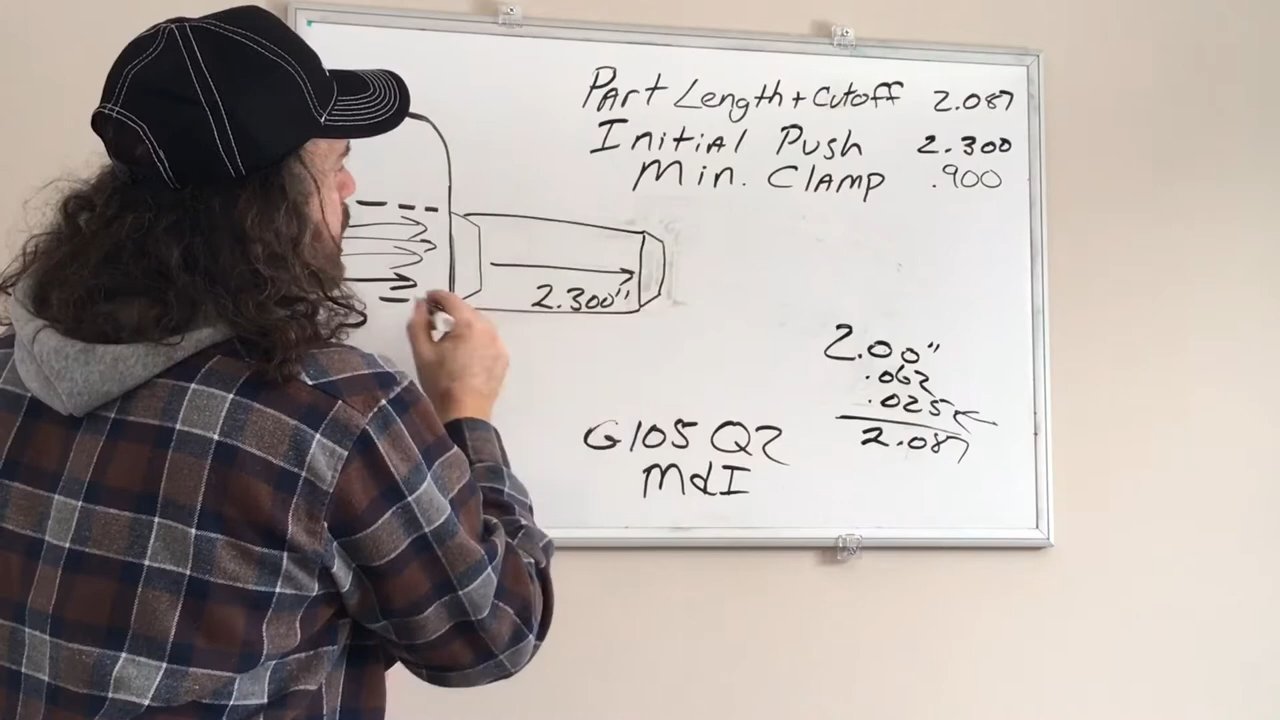 Part Length + Cutoff 2.087
Initial Push 2.300
Min. Clamp .900
2.300"
2.00"
.062
.025
2.087
G105 Q2
MdI